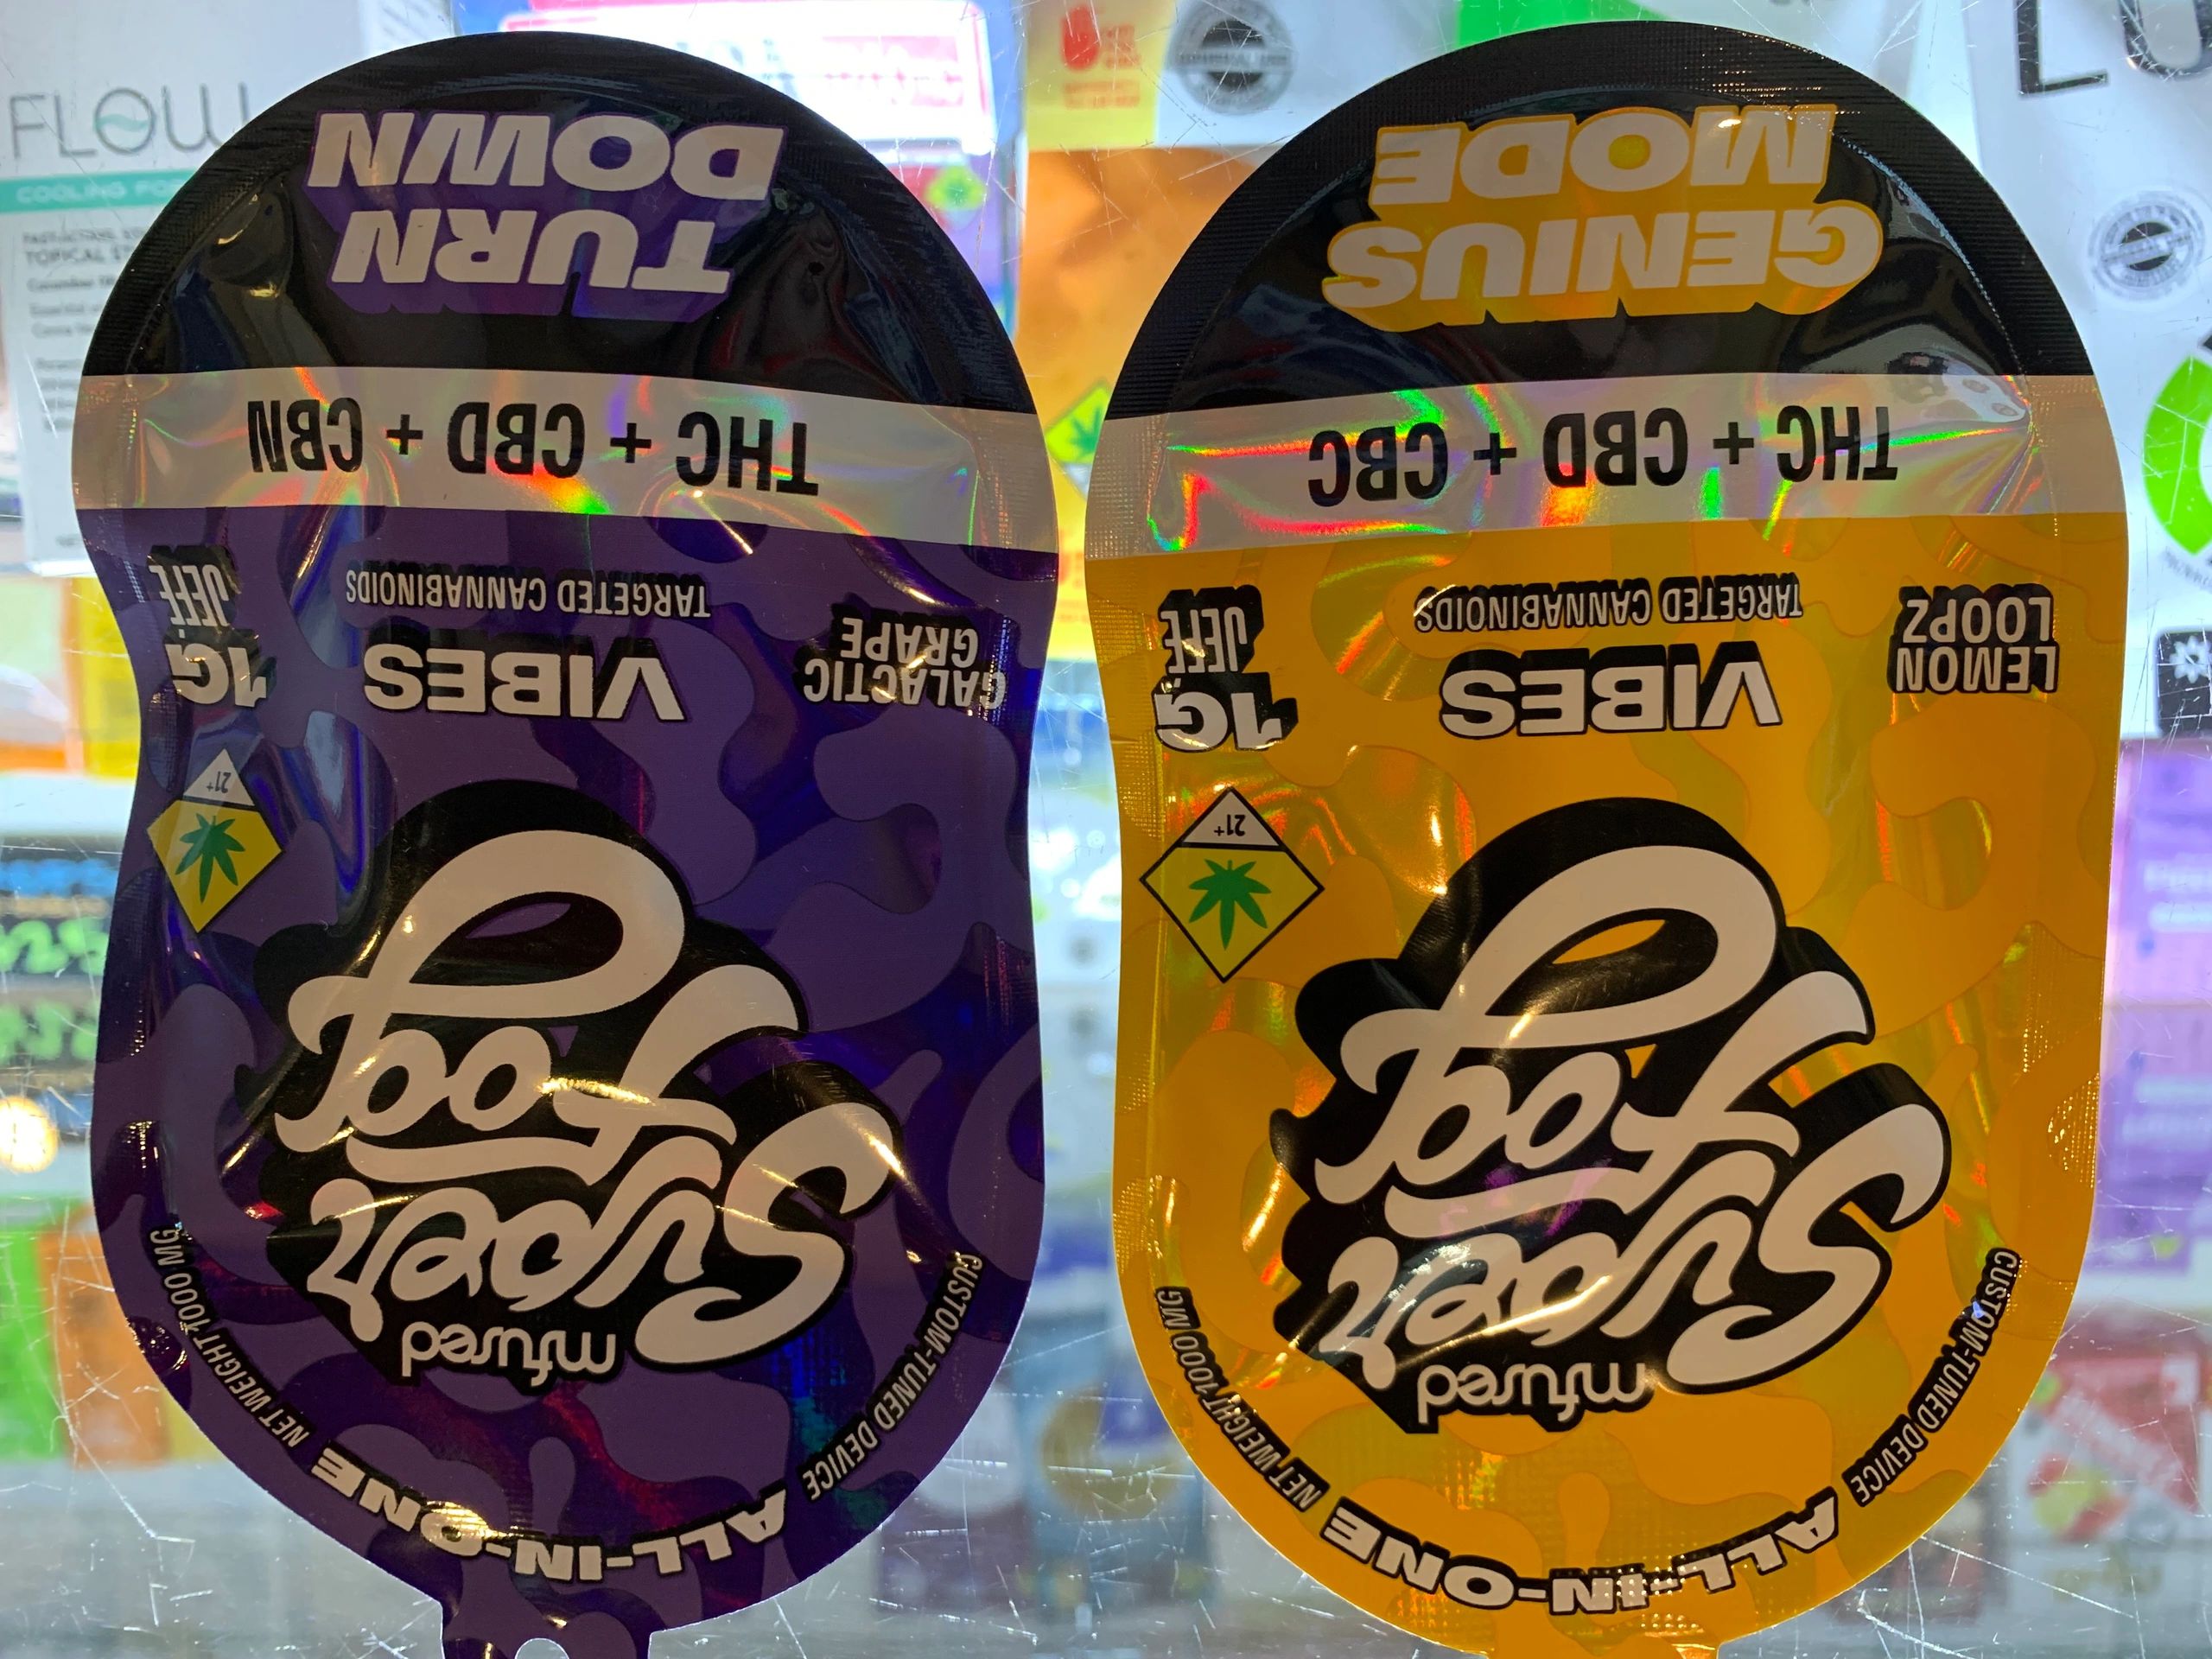 mfused
Super
Fog
VIBES
TARGETED CANNABINOIDS
GALACTIC
GRAPE
1G
JEFE
21+
THC + CBD + CBN
TURN
DOWN
CUSTOM-TUNED DEVICE
ALL-IN-ONE
NET WEIGHT 1000 MG
mfused
Super
Fog
VIBES
TARGETED CANNABINOIDS
LEMON
LOOPZ
1G
JEFE
21+
THC + CBD + CBC
GENIUS
MODE
CUSTOM-TUNED DEVICE
ALL-IN-ONE
NET WEIGHT 1000 MG
FLOW